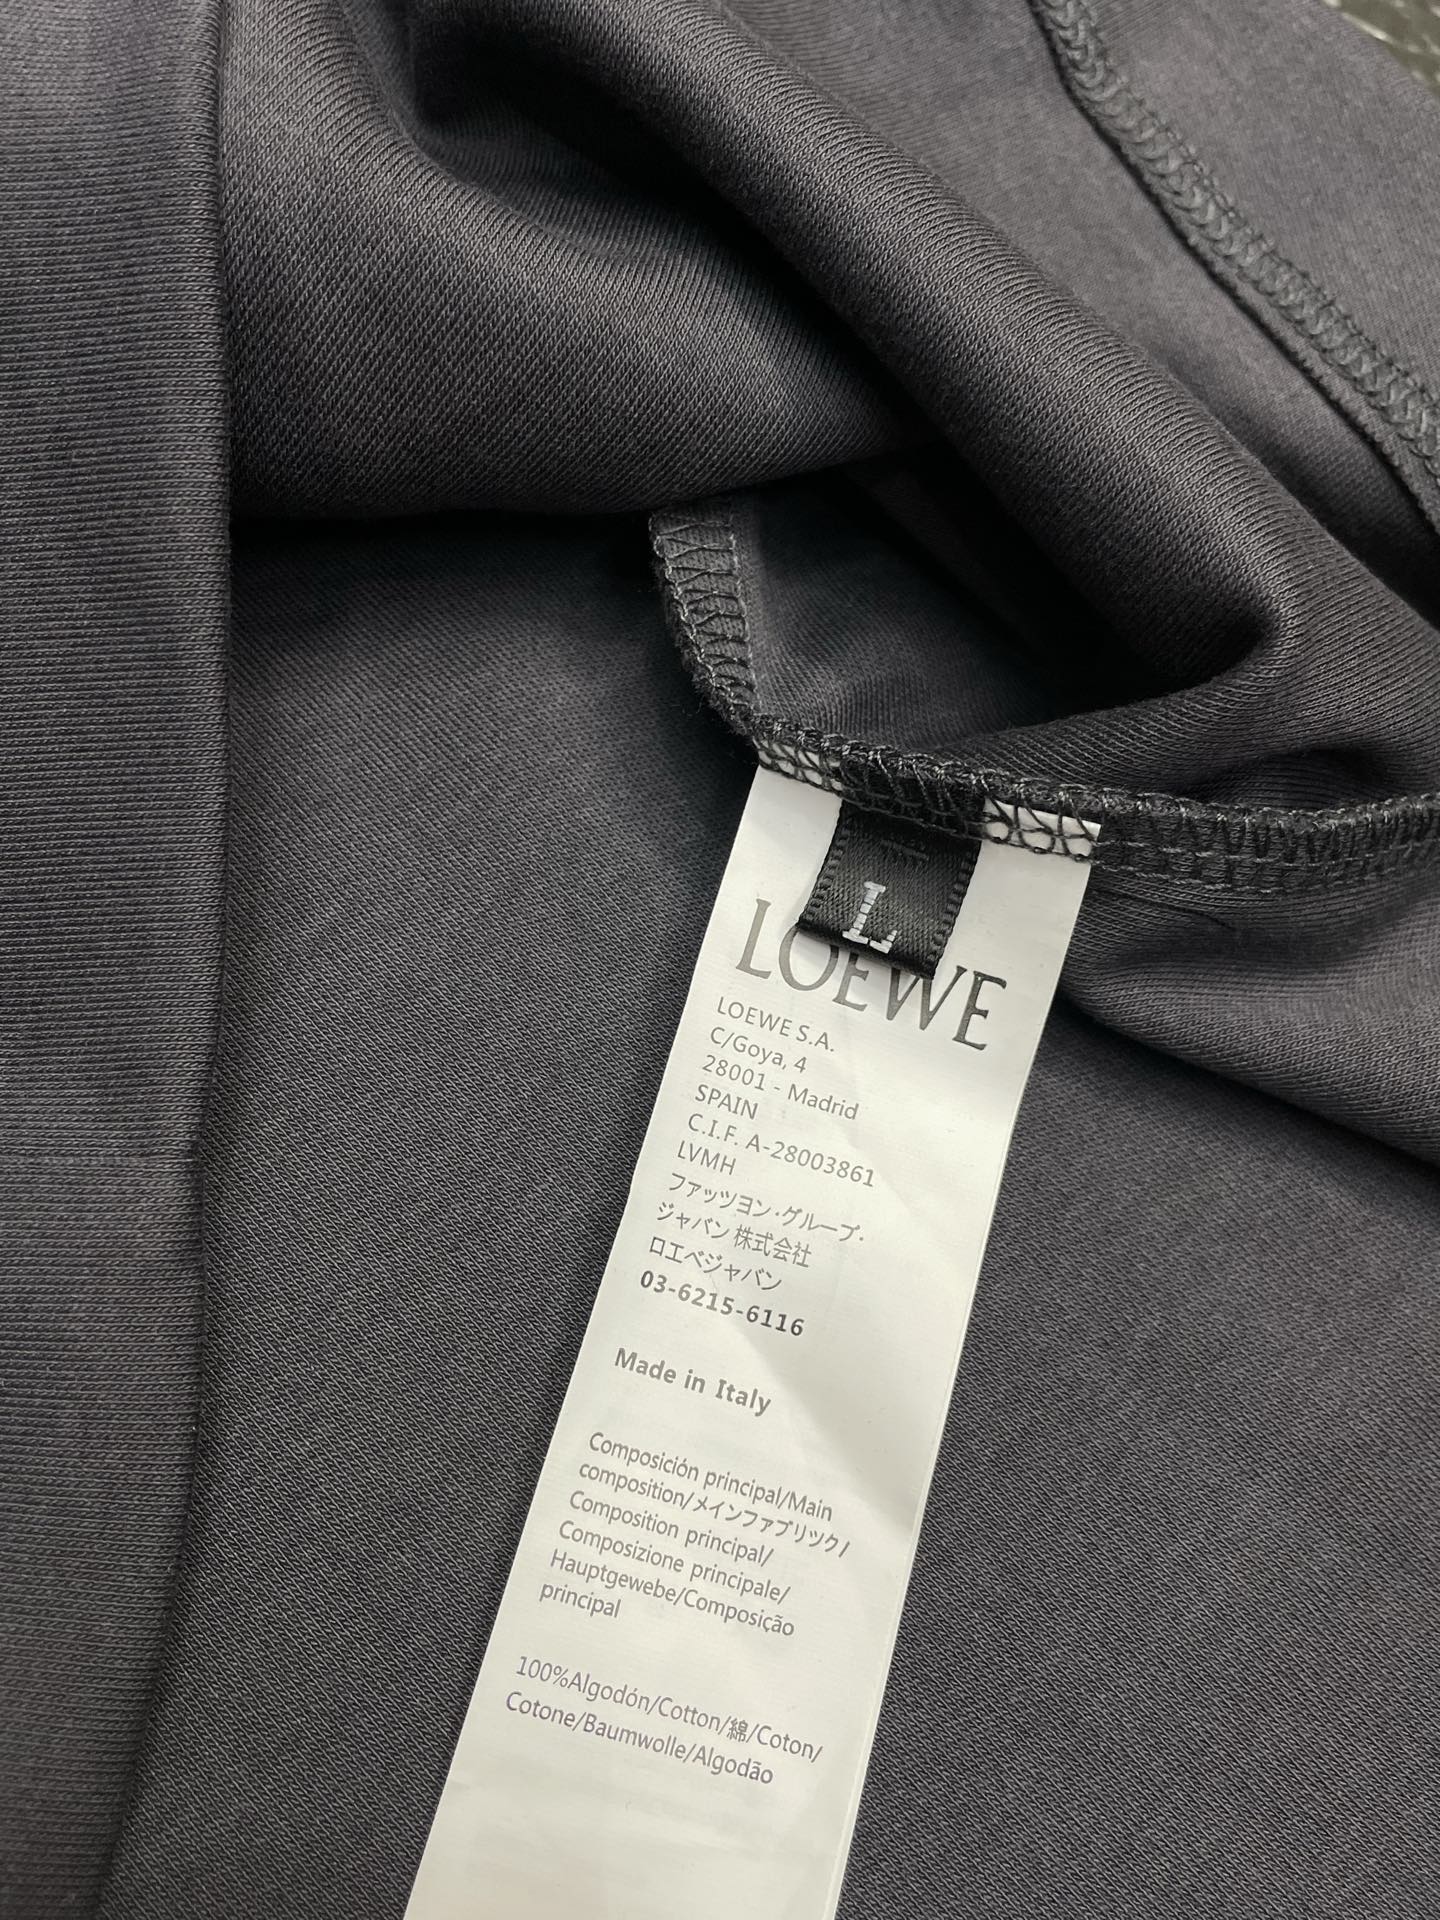 L
LOEWE
LOEWE S.A.
C/Goya, 4
28001 - Madrid
SPAIN
C.I.F. A-28003861
LVMH
ファッツヨン・グループ・
ジャバン 株式会社
ロエベジャバン
03-6215-6116
Made in Italy
Composición principal/Main
composition/メインファブリック/
Composition principal/
Composizione principale/
Hauptgewebe/Composição
principal
100%Algodón/Cotton/綿/Coton/
Cotone/Baumwolle/Algodão